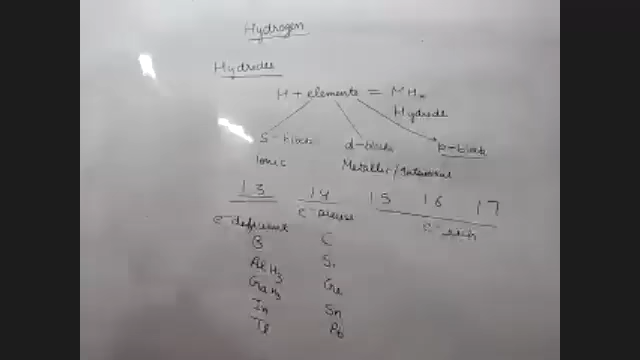 Hydrogen
Hydrides
H + elements = MHx
Hydride
S-block d-block p-block
Ionic Metallic/Interstitial
13 14 15 16 17
e- deficient e- precise e- rich
B C
AlH3 Si
GaH3 Ge
In Sn
Tl Pb